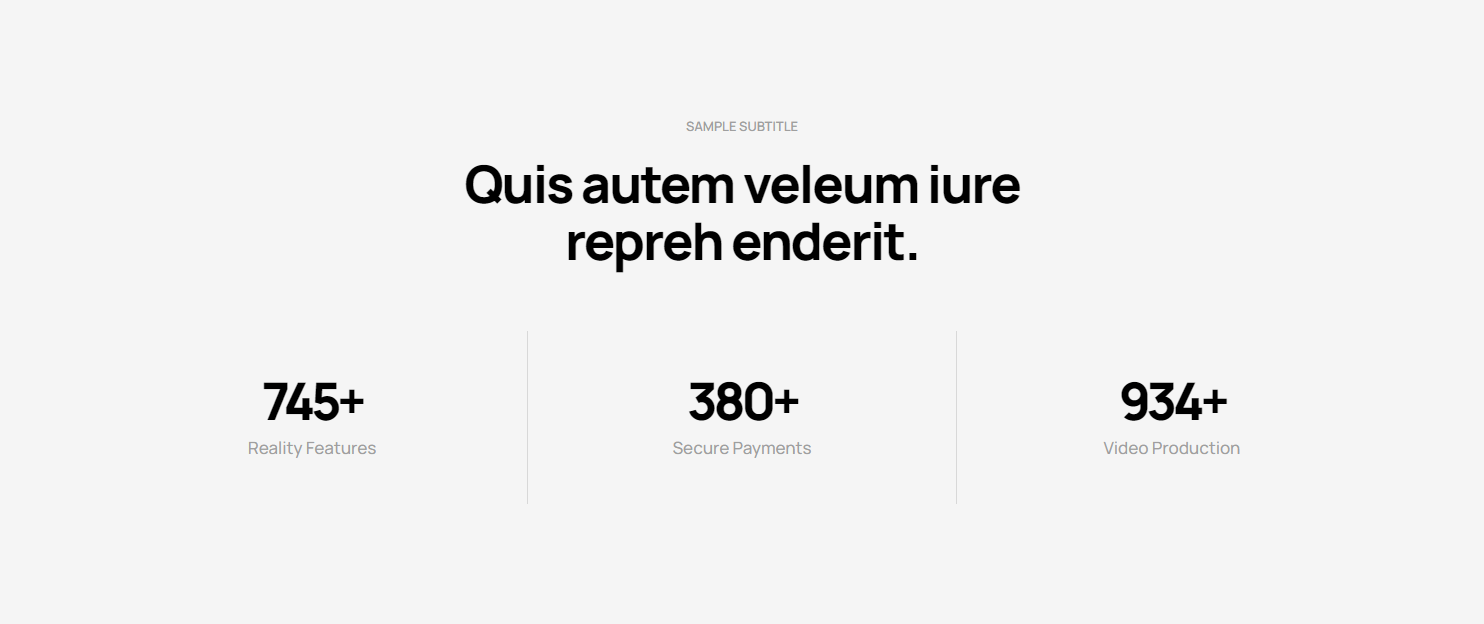 SAMPLE SUBTITLE
Quis autem veleum iure
repreh enderit.
745+
Reality Features
380+
Secure Payments
934+
Video Production